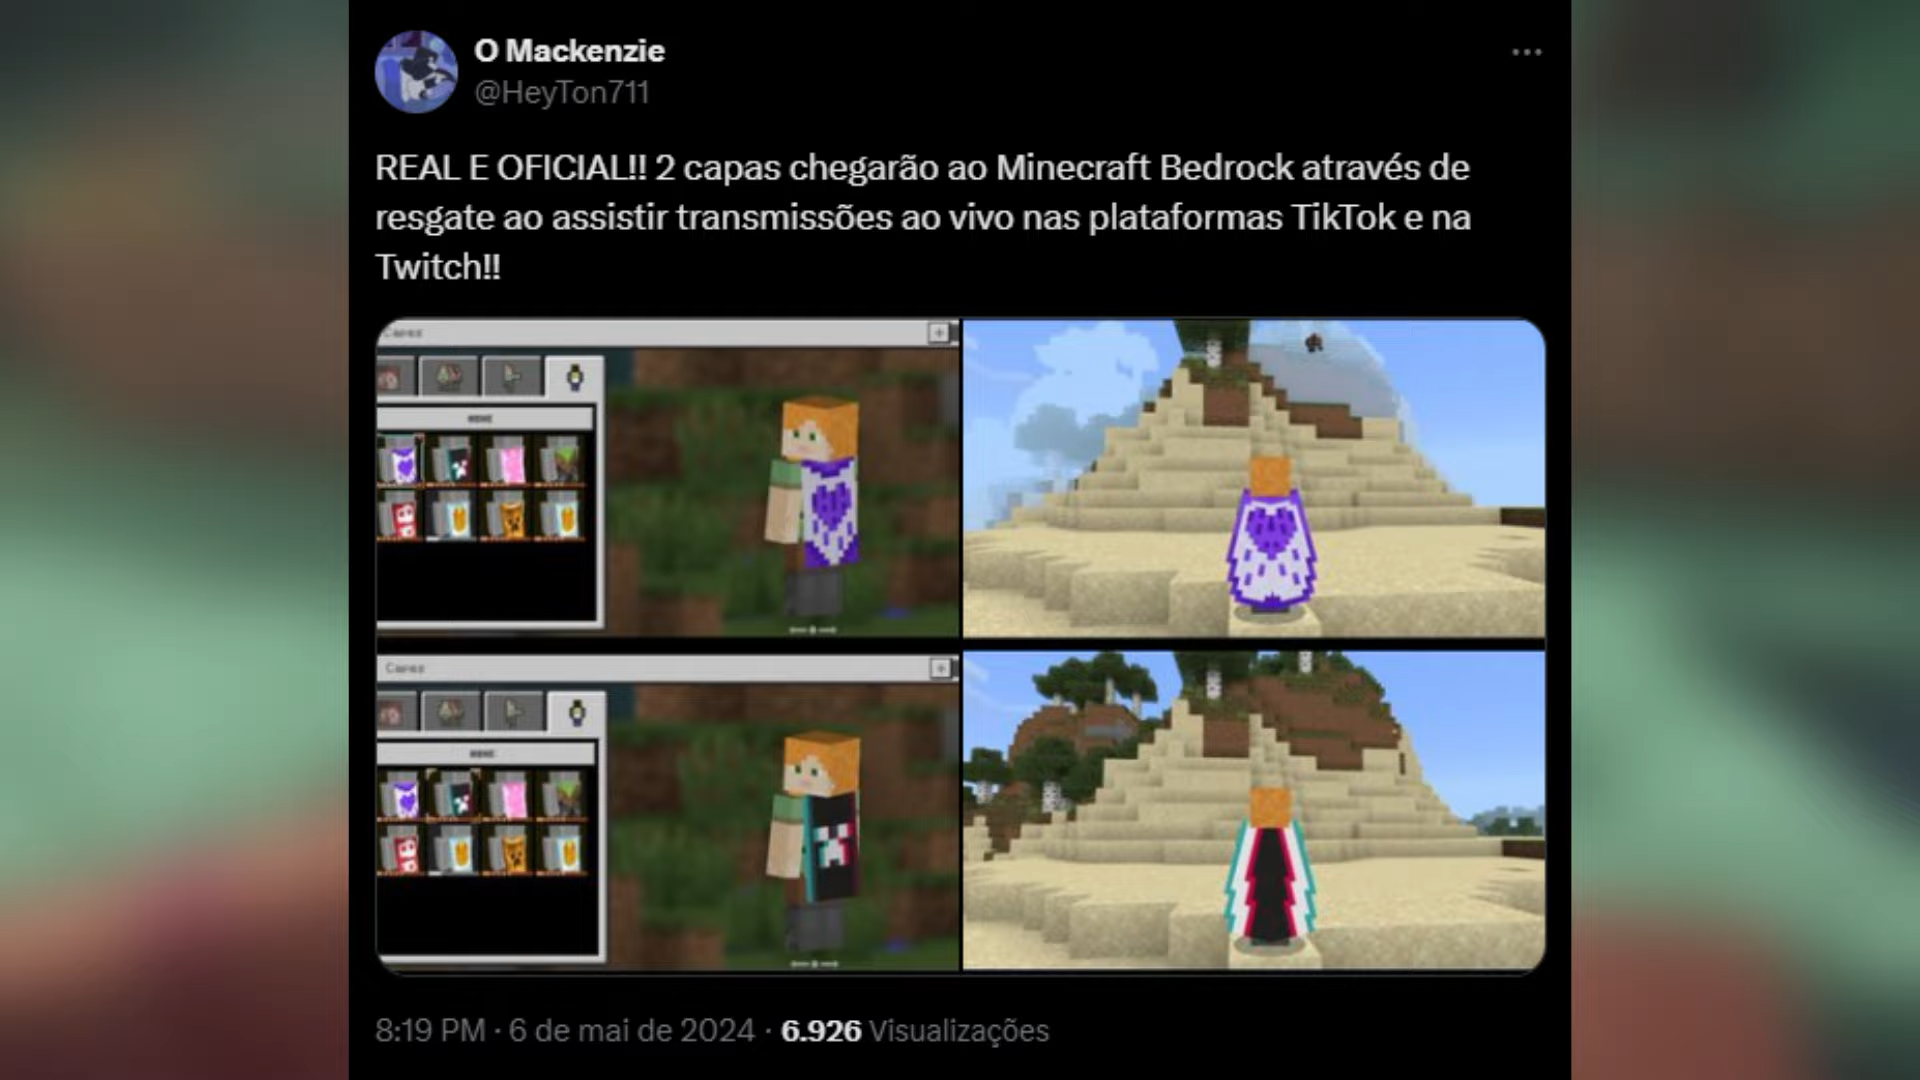 O Mackenzie
@HeyTon711
REAL E OFICIAL!! 2 capas chegarão ao Minecraft Bedrock através de
resgate ao assistir transmissões ao vivo nas plataformas TikTok e na
Twitch!!
Capes
Capes
8:19 PM · 6 de mai de 2024 · 6.926 Visualizações